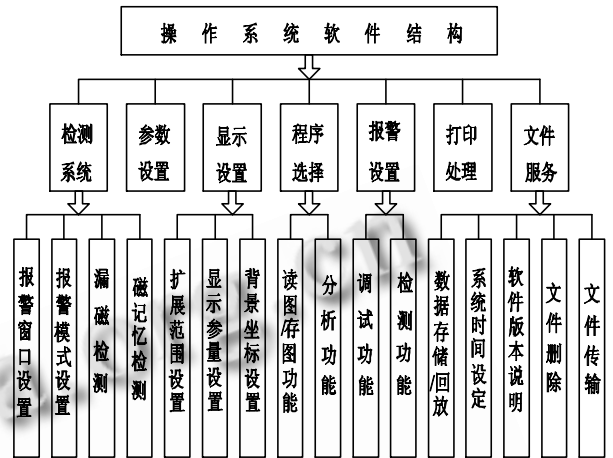 操作系统软件结构
检测系统
参数设置
显示设置
程序选择
报警设置
打印处理
文件服务
报警窗口设置
报警模式设置
漏磁检测
磁记忆检测
扩展范围设置
显示参量设置
背景坐标设置
读图/存图功能
分析功能
调试功能
检测功能
数据存储/回放
系统时间设定
软件版本说明
文件删除
文件传输